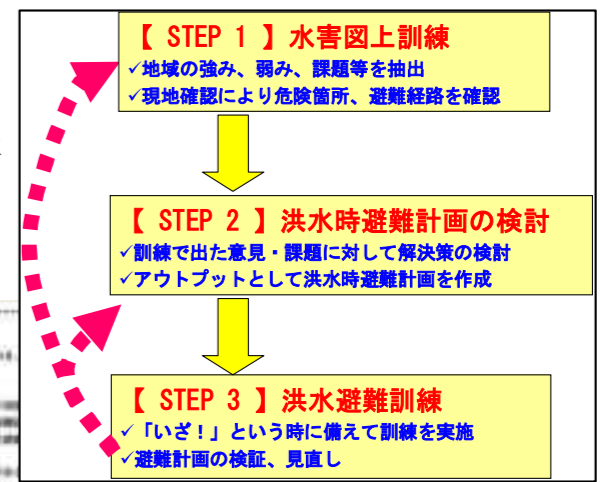 【 STEP 1 】水害図上訓練
✓地域の強み、弱み、課題等を抽出
✓現地確認により危険箇所、避難経路を確認
【 STEP 2 】洪水時避難計画の検討
✓訓練で出た意見・課題に対して解決策の検討
✓アウトプットとして洪水時避難計画を作成
【 STEP 3 】洪水避難訓練
✓「いざ！」という時に備えて訓練を実施
✓避難計画の検証、見直し